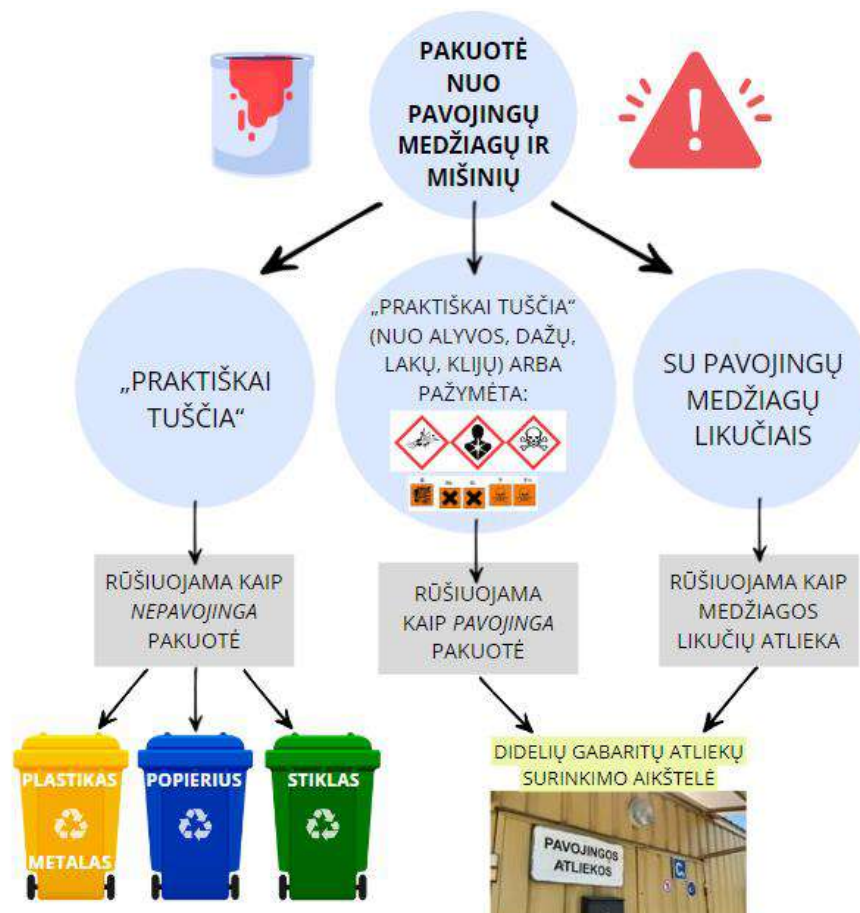 PAKUOTĖ
NUO
PAVOJINGŲ
MEDŽIAGŲ IR
MIŠINIŲ
„PRAKTIŠKAI
TUŠČIA“
„PRAKTIŠKAI TUŠČIA“
(NUO ALYVOS, DAŽŲ,
LAKŲ, KLIJŲ) ARBA
PAŽYMĖTA:
SU PAVOJINGŲ
MEDŽIAGŲ
LIKUČIAIS
RŪŠIUOJAMA KAIP
NEPAVOJINGA
PAKUOTĖ
RŪŠIUOJAMA
KAIP PAVOJINGA
PAKUOTĖ
RŪŠIUOJAMA KAIP
MEDŽIAGOS
LIKUČIŲ ATLIEKA
PLASTIKAS
METALAS
POPIERIUS
STIKLAS
DIDELIŲ GABARITŲ ATLIEKŲ
SURINKIMO AIKŠTELĖ
PAVOJINGOS
ATLIEKOS